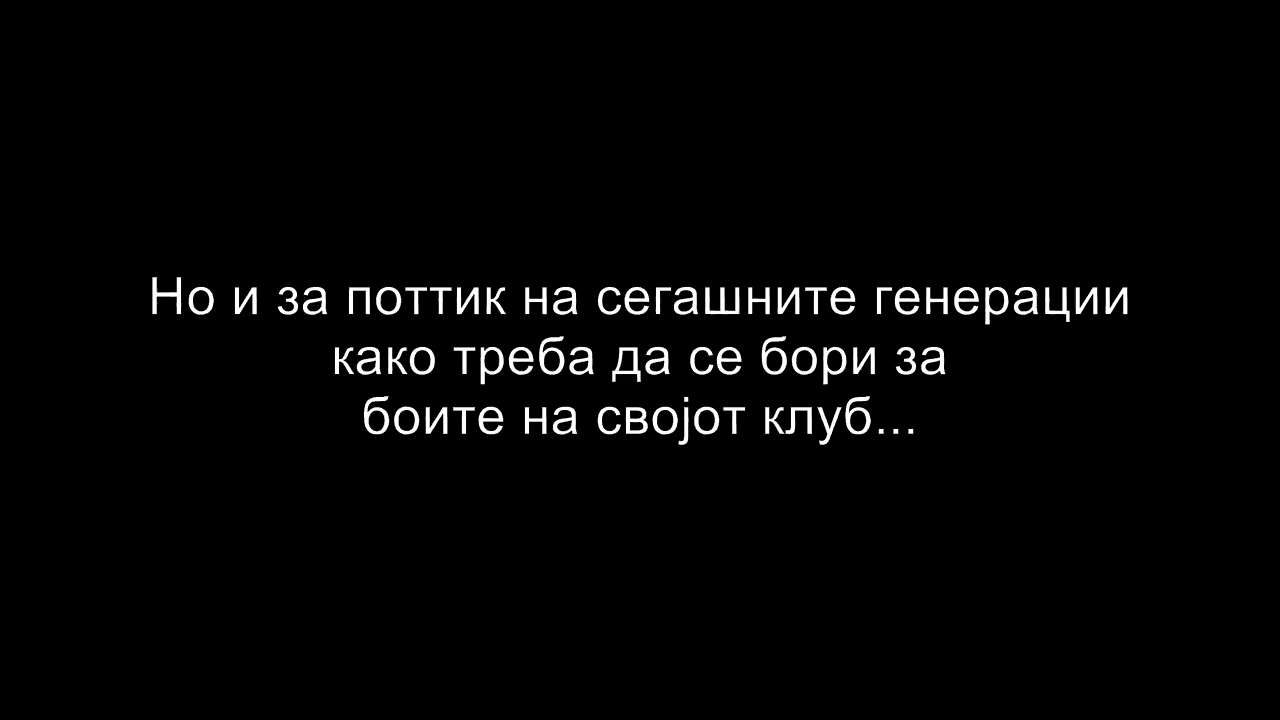 Но и за поттик на сегашните генерации
како треба да се бори за
боите на својот клуб...